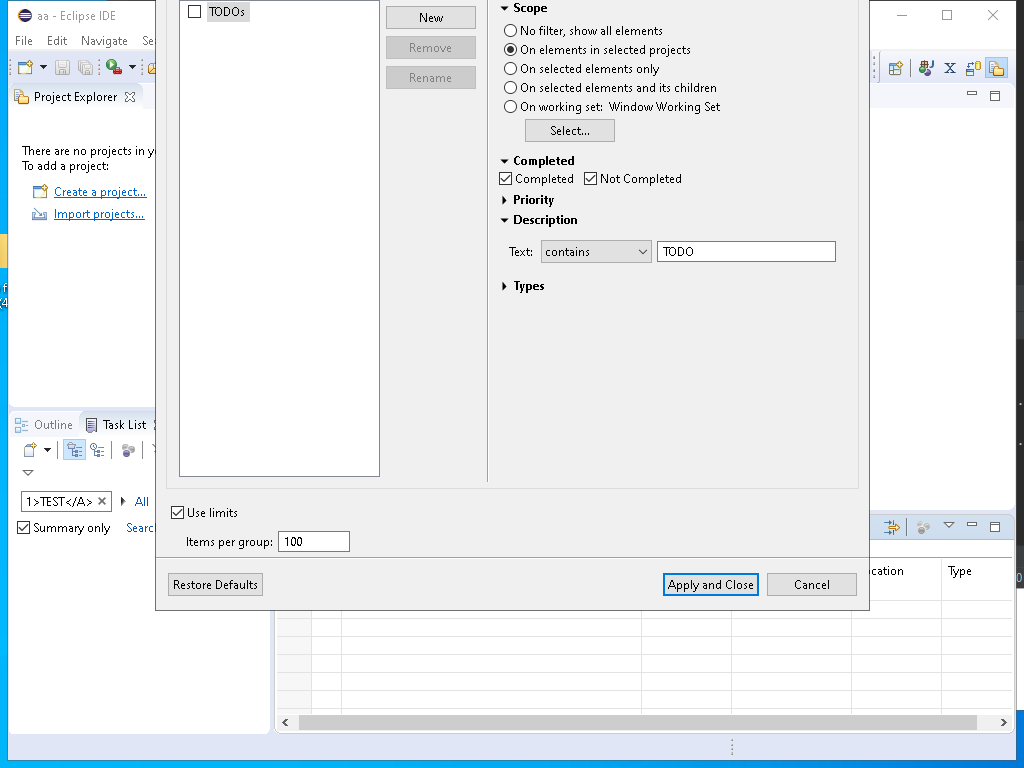 aa - Eclipse IDE
File Edit Navigate Se
Project Explorer
There are no projects in y
To add a project:
Create a project...
Import projects...
TODOs
New
Remove
Rename
Scope
No filter, show all elements
On elements in selected projects
On selected elements only
On selected elements and its children
On working set: Window Working Set
Select...
Completed
Completed Not Completed
Priority
Description
Text: contains TODO
Types
Outline Task List
1>TEST</A> All
Summary only Searc
Use limits
Items per group: 100
Restore Defaults Apply and Close Cancel
cation Type